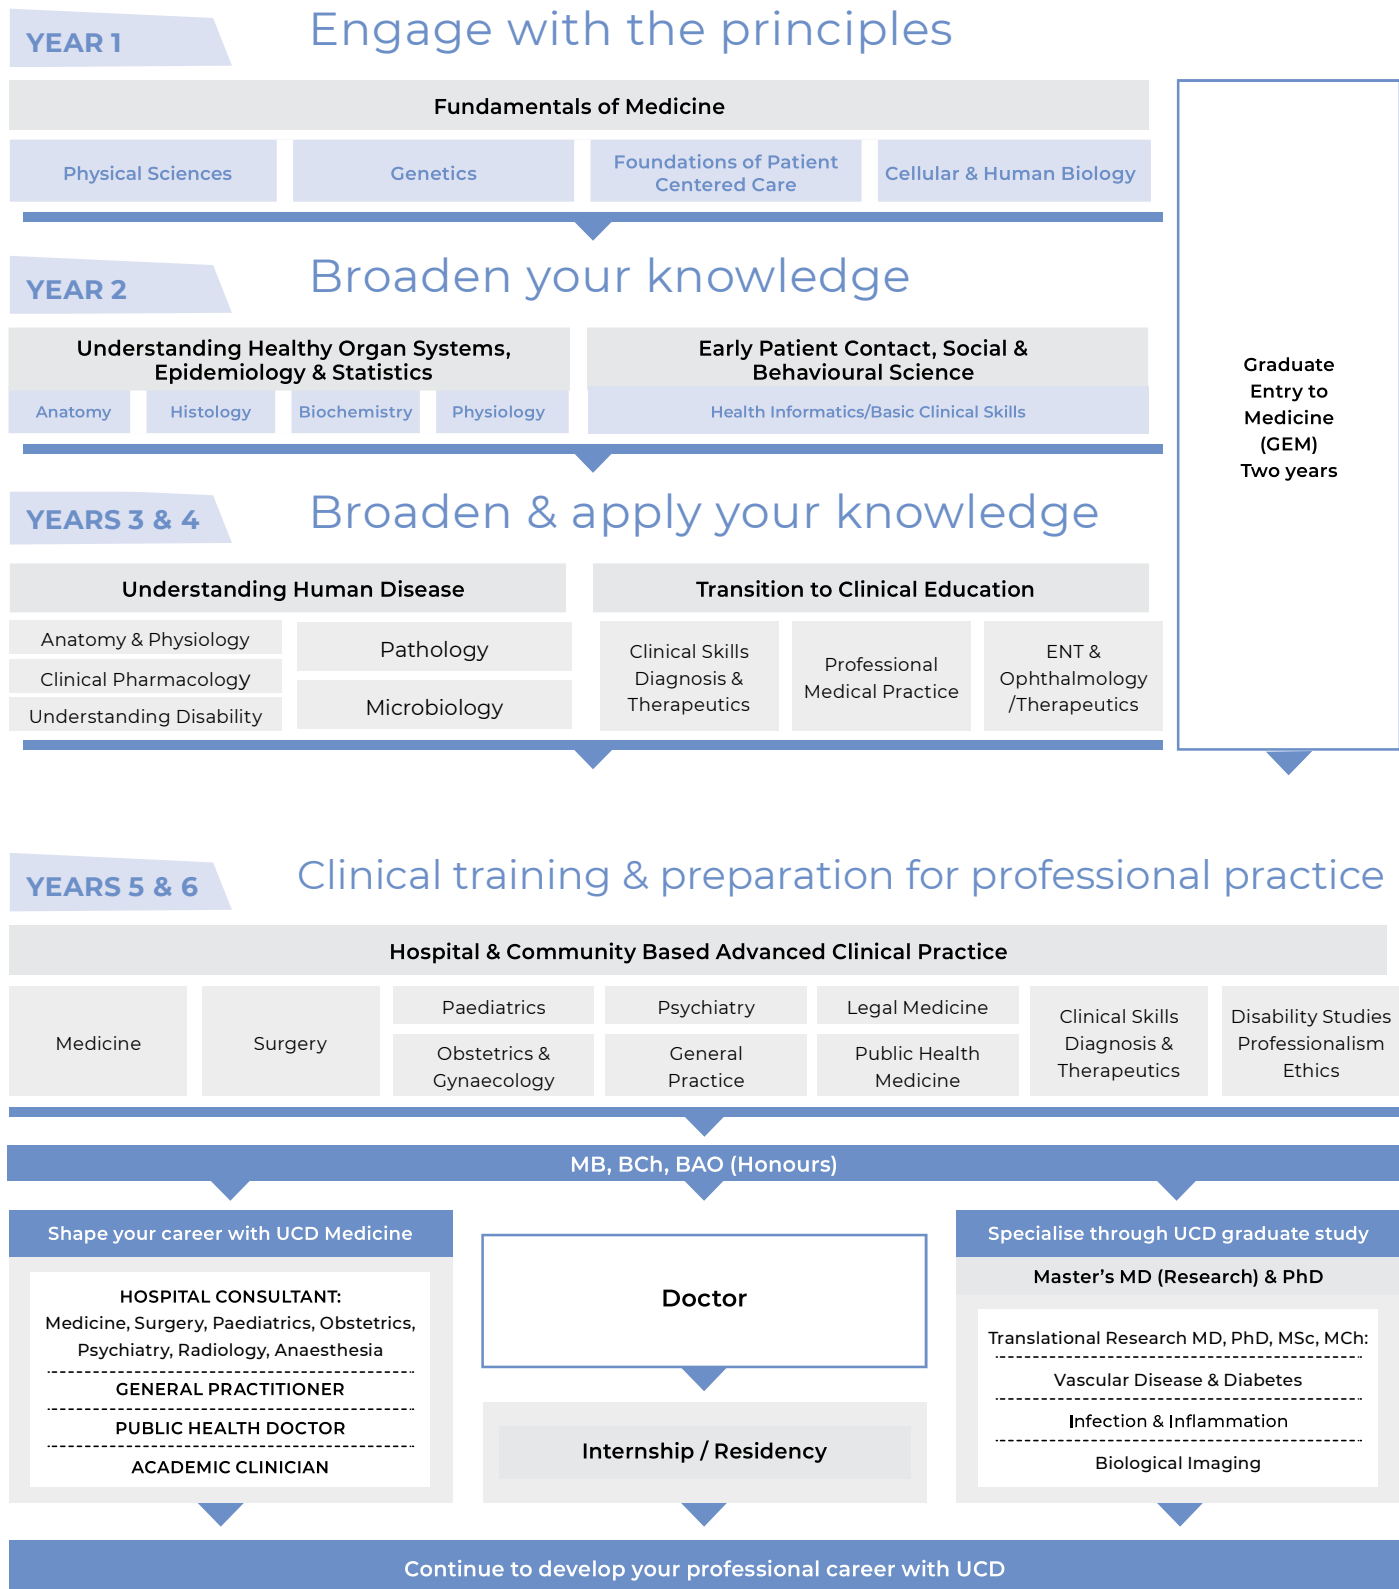 YEAR 1
Engage with the principles
Fundamentals of Medicine
Physical Sciences
Genetics
Foundations of Patient
Centered Care
Cellular & Human Biology
YEAR 2
Broaden your knowledge
Understanding Healthy Organ Systems,
Epidemiology & Statistics
Anatomy
Histology
Biochemistry
Physiology
Early Patient Contact, Social &
Behavioural Science
Health Informatics/Basic Clinical Skills
Graduate
Entry to
Medicine
(GEM)
Two years
YEARS 3 & 4
Broaden & apply your knowledge
Understanding Human Disease
Anatomy & Physiology
Clinical Pharmacology
Understanding Disability
Pathology
Microbiology
Transition to Clinical Education
Clinical Skills
Diagnosis &
Therapeutics
Professional
Medical Practice
ENT &
Ophthalmology
/Therapeutics
YEARS 5 & 6
Clinical training & preparation for professional practice
Hospital & Community Based Advanced Clinical Practice
Medicine
Surgery
Paediatrics
Obstetrics &
Gynaecology
Psychiatry
General
Practice
Legal Medicine
Public Health
Medicine
Clinical Skills
Diagnosis &
Therapeutics
Disability Studies
Professionalism
Ethics
MB, BCh, BAO (Honours)
Shape your career with UCD Medicine
HOSPITAL CONSULTANT:
Medicine, Surgery, Paediatrics, Obstetrics,
Psychiatry, Radiology, Anaesthesia
GENERAL PRACTITIONER
PUBLIC HEALTH DOCTOR
ACADEMIC CLINICIAN
Doctor
Internship / Residency
Specialise through UCD graduate study
Master's MD (Research) & PhD
Translational Research MD, PhD, MSc, MCh:
Vascular Disease & Diabetes
Infection & Inflammation
Biological Imaging
Continue to develop your professional career with UCD